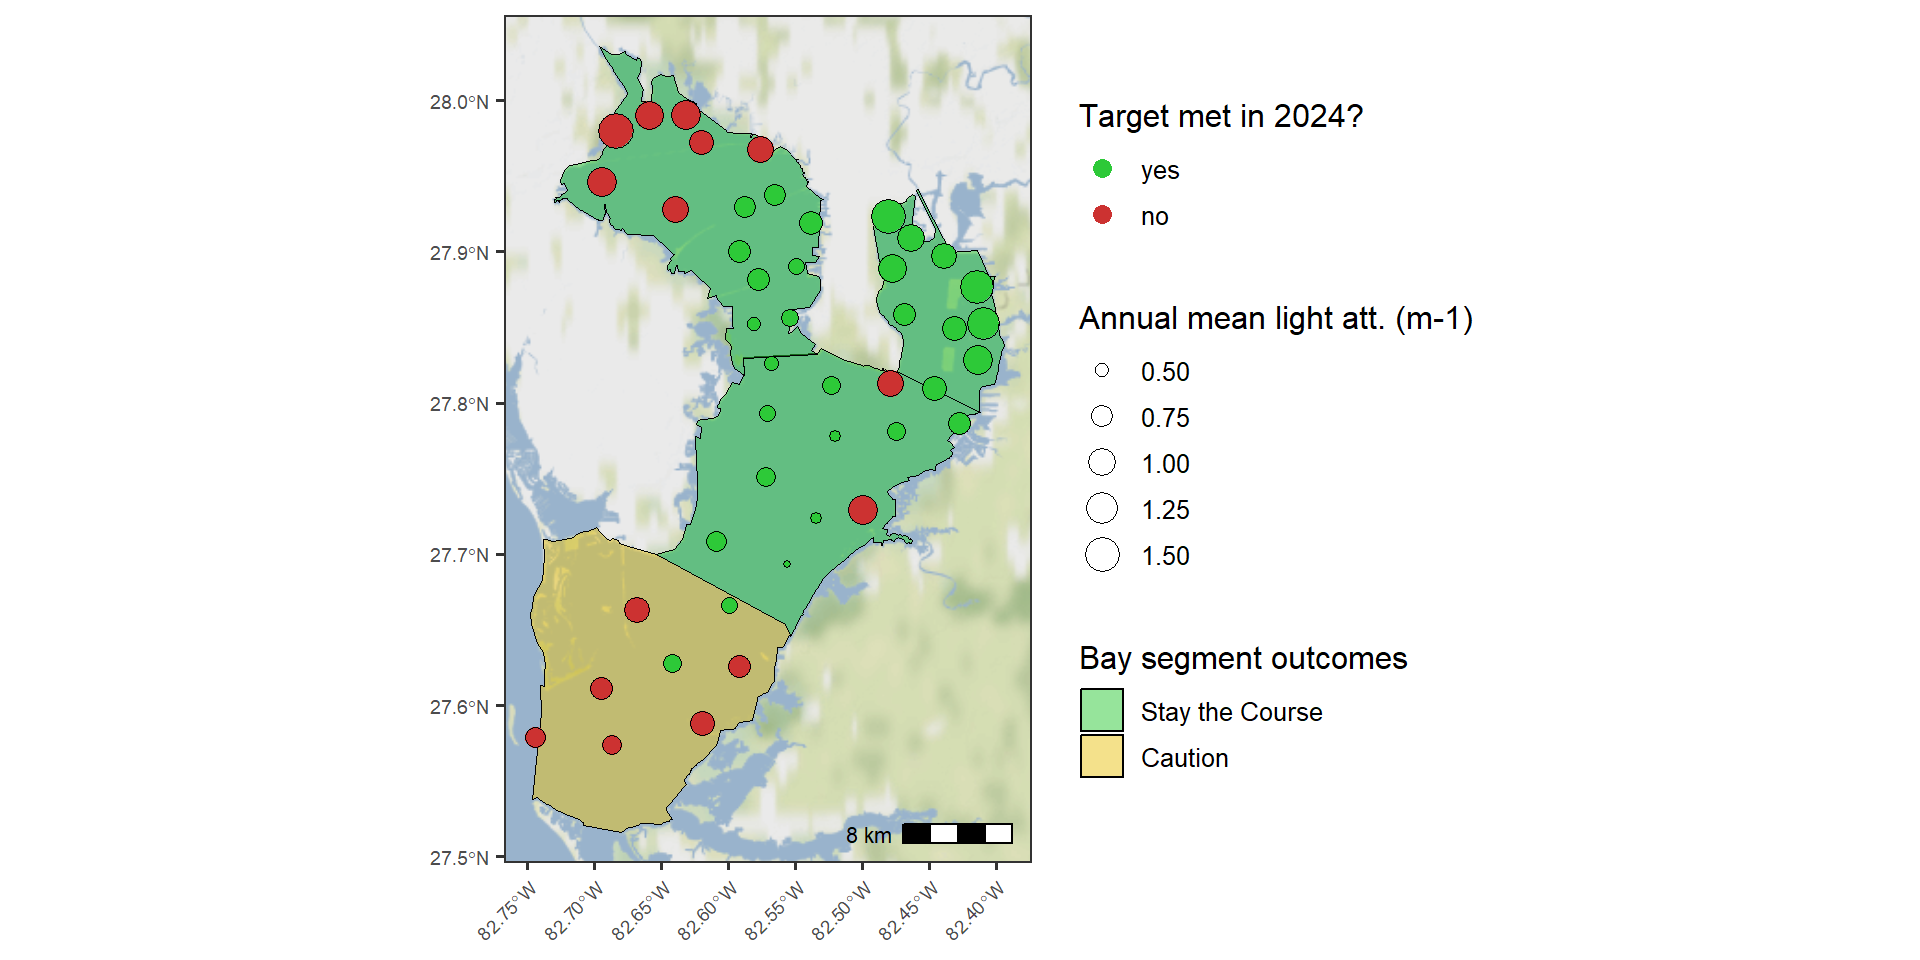 28.0°N
27.9°N
27.8°N
27.7°N
27.6°N
27.5°N
82.75°W
82.70°W
82.65°W
82.60°W
82.55°W
82.50°W
82.45°W
82.40°W
8 km
Target met in 2024?
yes
no
Annual mean light att. (m-1)
0.50
0.75
1.00
1.25
1.50
Bay segment outcomes
Stay the Course
Caution